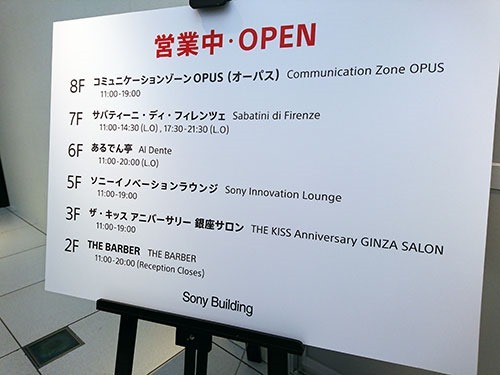 営業中・OPEN
8F コミュニケーションゾーンOPUS（オーパス） Communication Zone OPUS
11:00-19:00
7F サバティーニ・ディ・フィレンツェ Sabatini di Firenze
11:00-14:30 (L.O) , 17:30-21:30 (L.O)
6F あるでん亭 Al Dente
11:00-20:00 (L.O)
5F ソニーイノベーションラウンジ Sony Innovation Lounge
11:00-19:00
3F ザ・キッス アニバーサリー 銀座サロン THE KISS Anniversary GINZA SALON
11:00-19:00
2F THE BARBER THE BARBER
11:00-20:00 (Reception Closes)
Sony Building